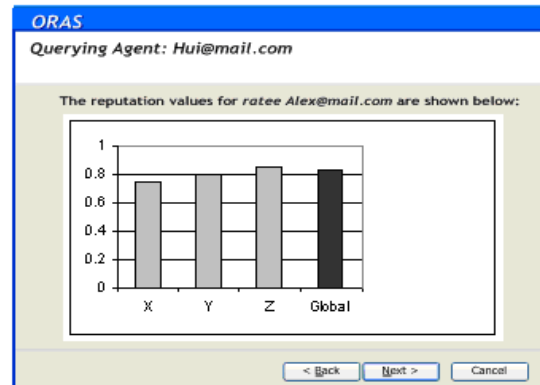 ORAS
Querying Agent: Hui@mail.com
The reputation values for ratee Alex@mail.com are shown below:
1
0.8
0.6
0.4
0.2
0
X Y Z Global
< Back Next > Cancel